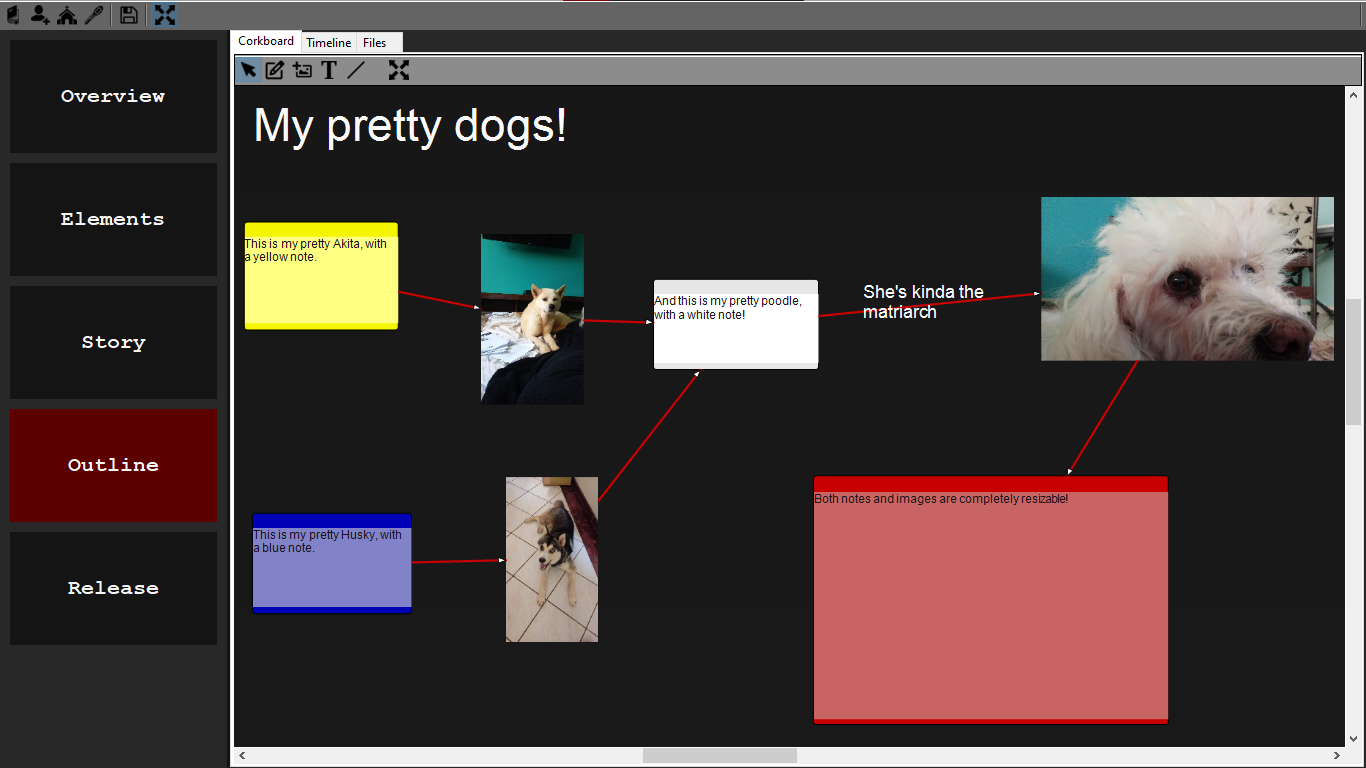 Corkboard
Timeline
Files
Overview
Elements
Story
Outline
Release
T
My pretty dogs!
This is my pretty Akita, with
a yellow note.
And this is my pretty poodle,
with a white note!
She's kinda the
matriarch
This is my pretty Husky, with
a blue note.
Both notes and images are completely resizable!